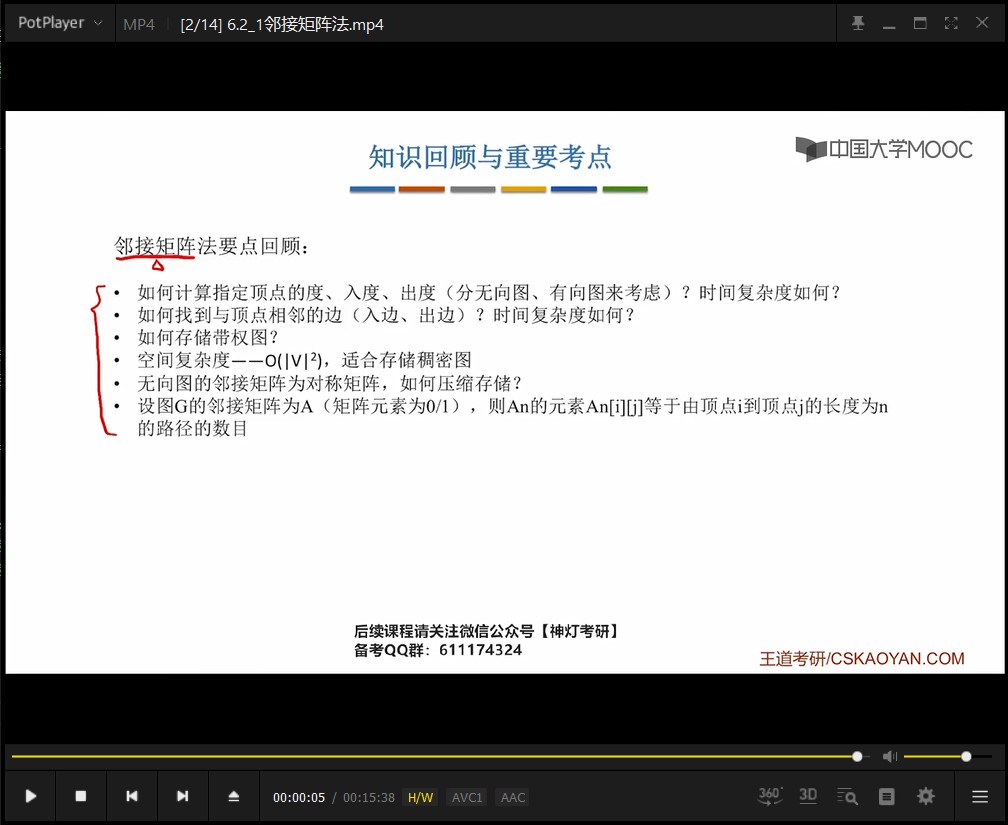 PotPlayer
MP4
[2/14] 6.2_1邻接矩阵法.mp4
知识回顾与重要考点
中国大学MOOC
邻接矩阵法要点回顾：
• 如何计算指定顶点的度、入度、出度（分无向图、有向图来考虑）？时间复杂度如何？
• 如何找到与顶点相邻的边（入边、出边）？时间复杂度如何？
• 如何存储带权图？
• 空间复杂度——O(|V|²)，适合存储稠密图
• 无向图的邻接矩阵为对称矩阵，如何压缩存储？
• 设图G的邻接矩阵为A（矩阵元素为0/1），则An的元素An[i][j]等于由顶点i到顶点j的长度为n
的路径的数目
后续课程请关注微信公众号【神灯考研】
备考QQ群：611174324
王道考研/CSKAOYAN.COM
00:00:05 / 00:15:38 H/W AVC1 AAC
360° 3D